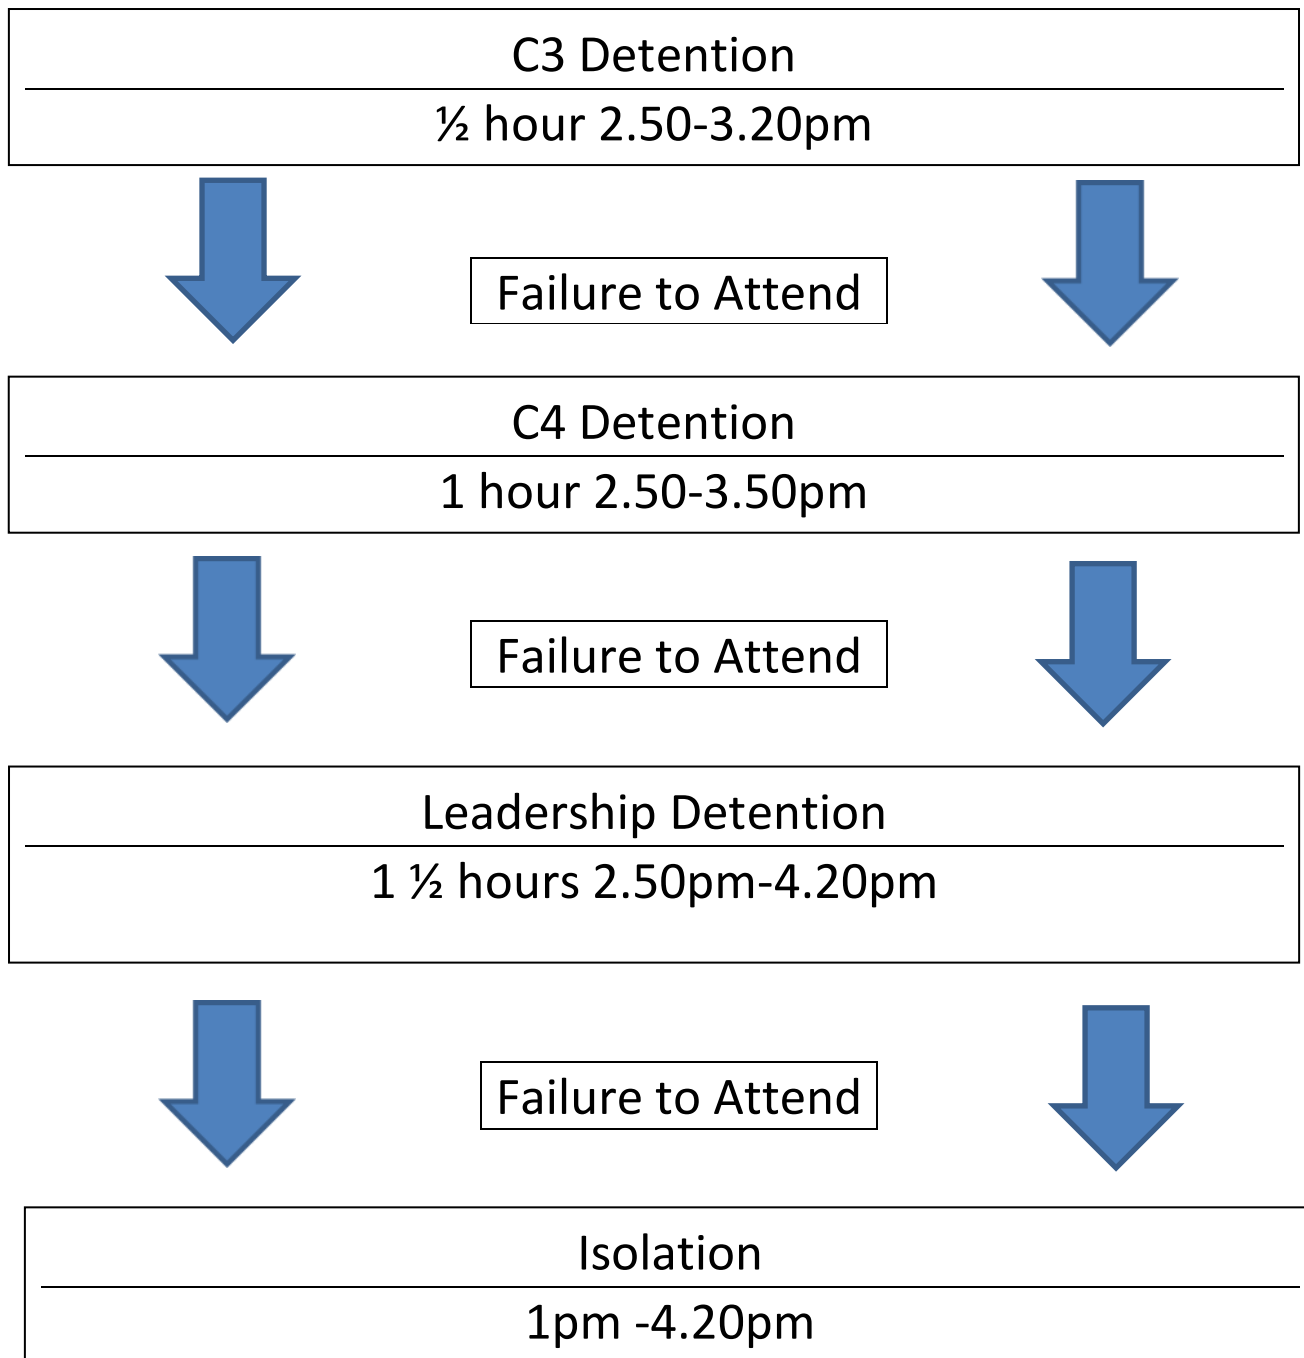 C3 Detention
½ hour 2.50-3.20pm
Failure to Attend
C4 Detention
1 hour 2.50-3.50pm
Failure to Attend
Leadership Detention
1 ½ hours 2.50pm-4.20pm
Failure to Attend
Isolation
1pm -4.20pm